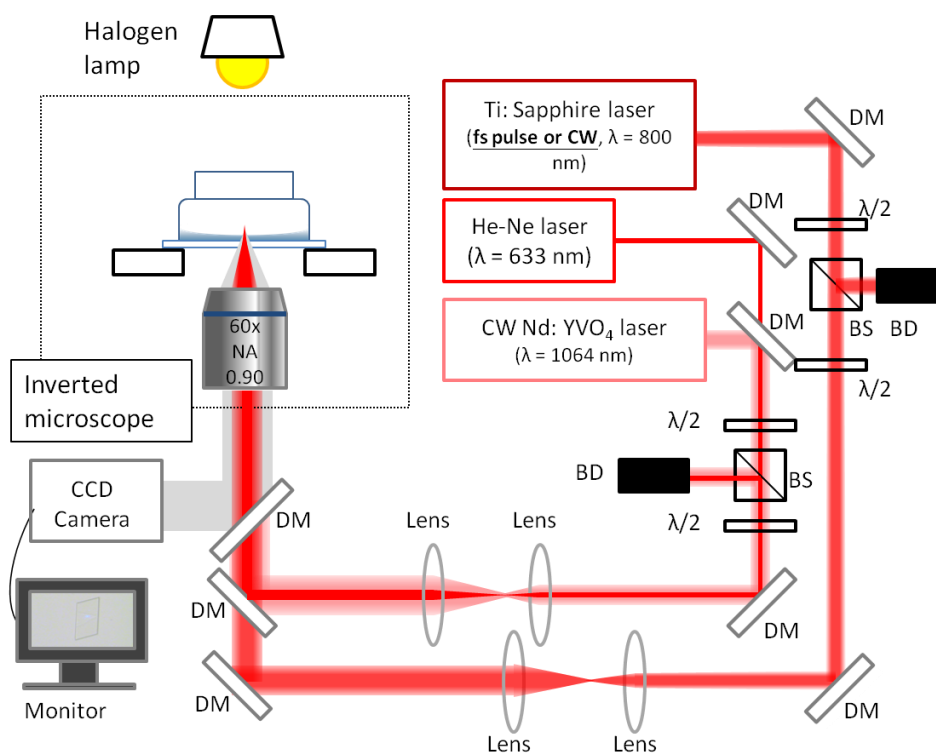 Halogen
lamp
Ti: Sapphire laser
(fs pulse or CW, λ = 800
nm)
DM
DM
λ/2
He-Ne laser
(λ = 633 nm)
BS
BD
CW Nd: YVO₄ laser
(λ = 1064 nm)
DM
λ/2
60x
NA
0.90
Inverted
microscope
λ/2
BD
BS
CCD
Camera
DM
Lens
Lens
λ/2
DM
DM
DM
DM
Monitor
Lens
Lens